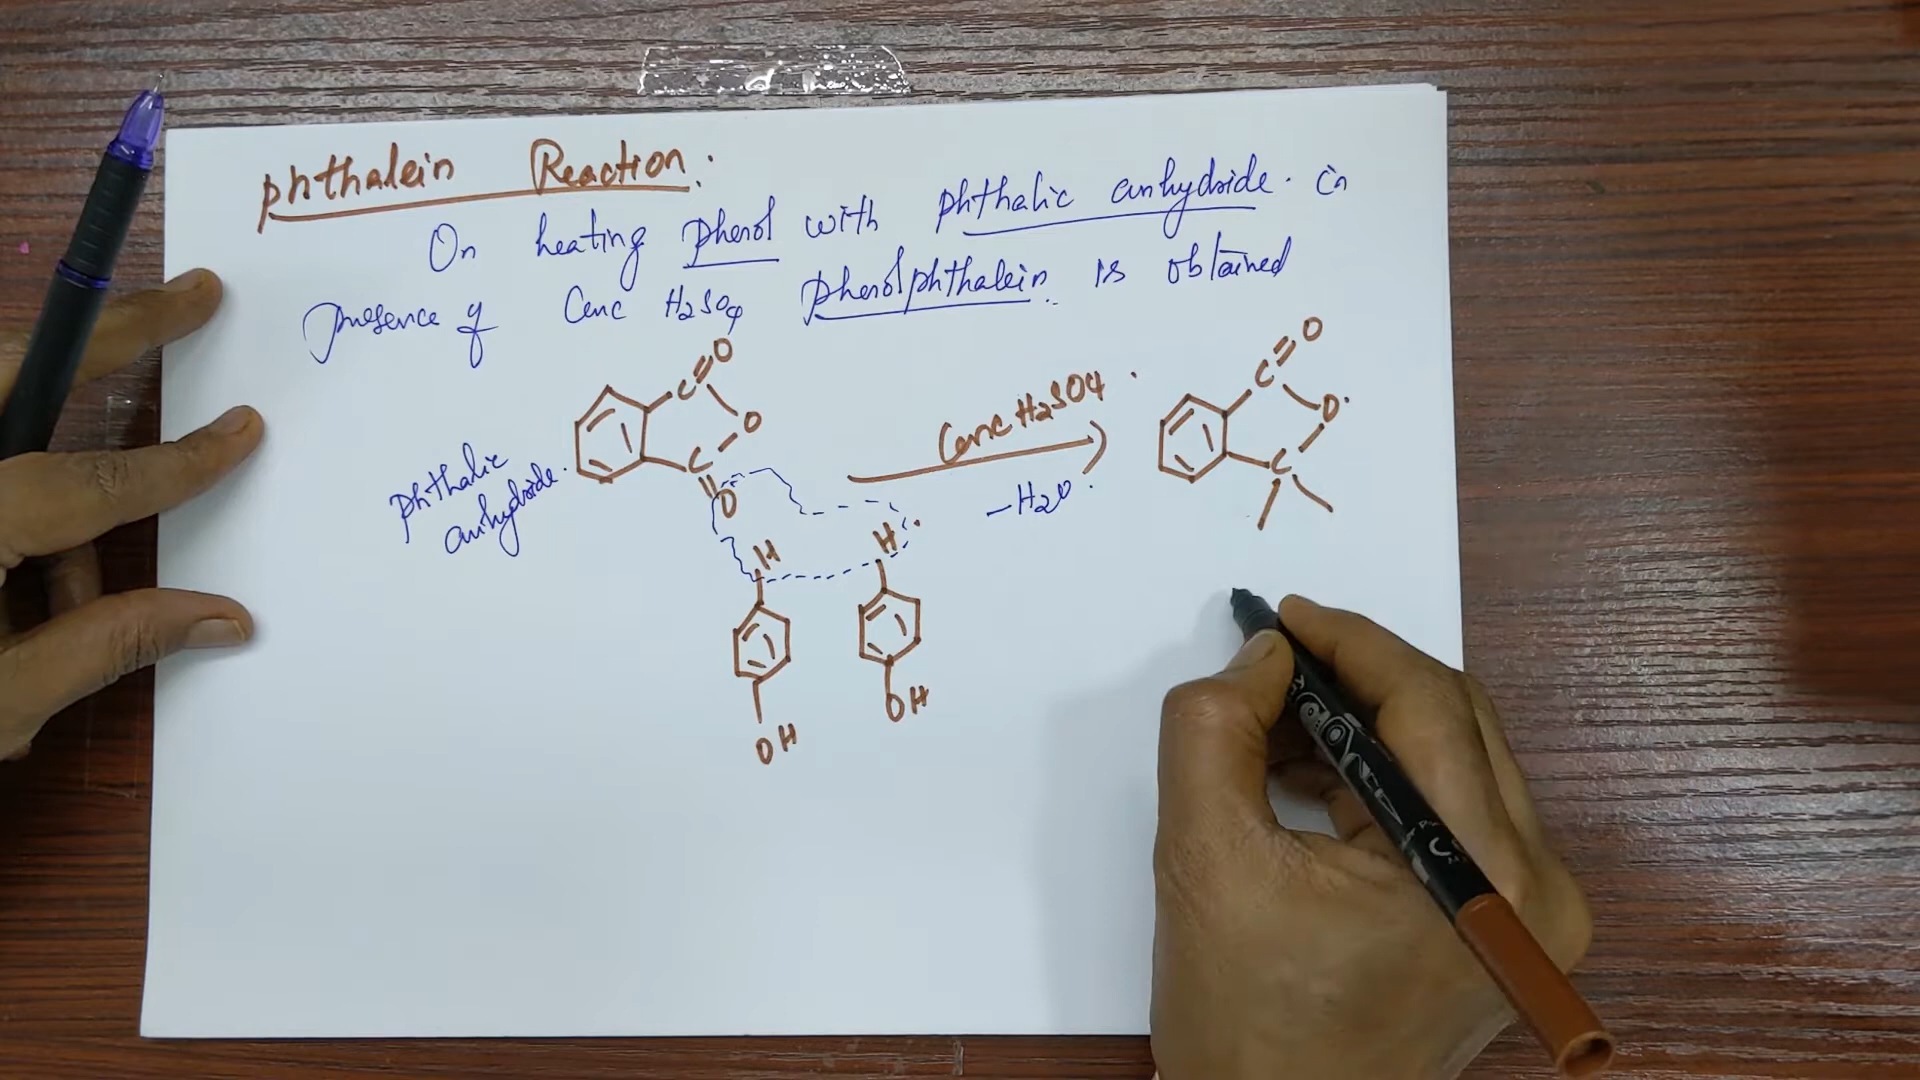 phthalein Reaction.
On heating phenol with phthalic anhydride. in
presence of Conc H2SO4 phenolphthalein is obtained
C=O
O
C
O
Phthalic
anhydride.
Conc H2SO4
-H2O
C=O
O
C
H
H
OH
OH